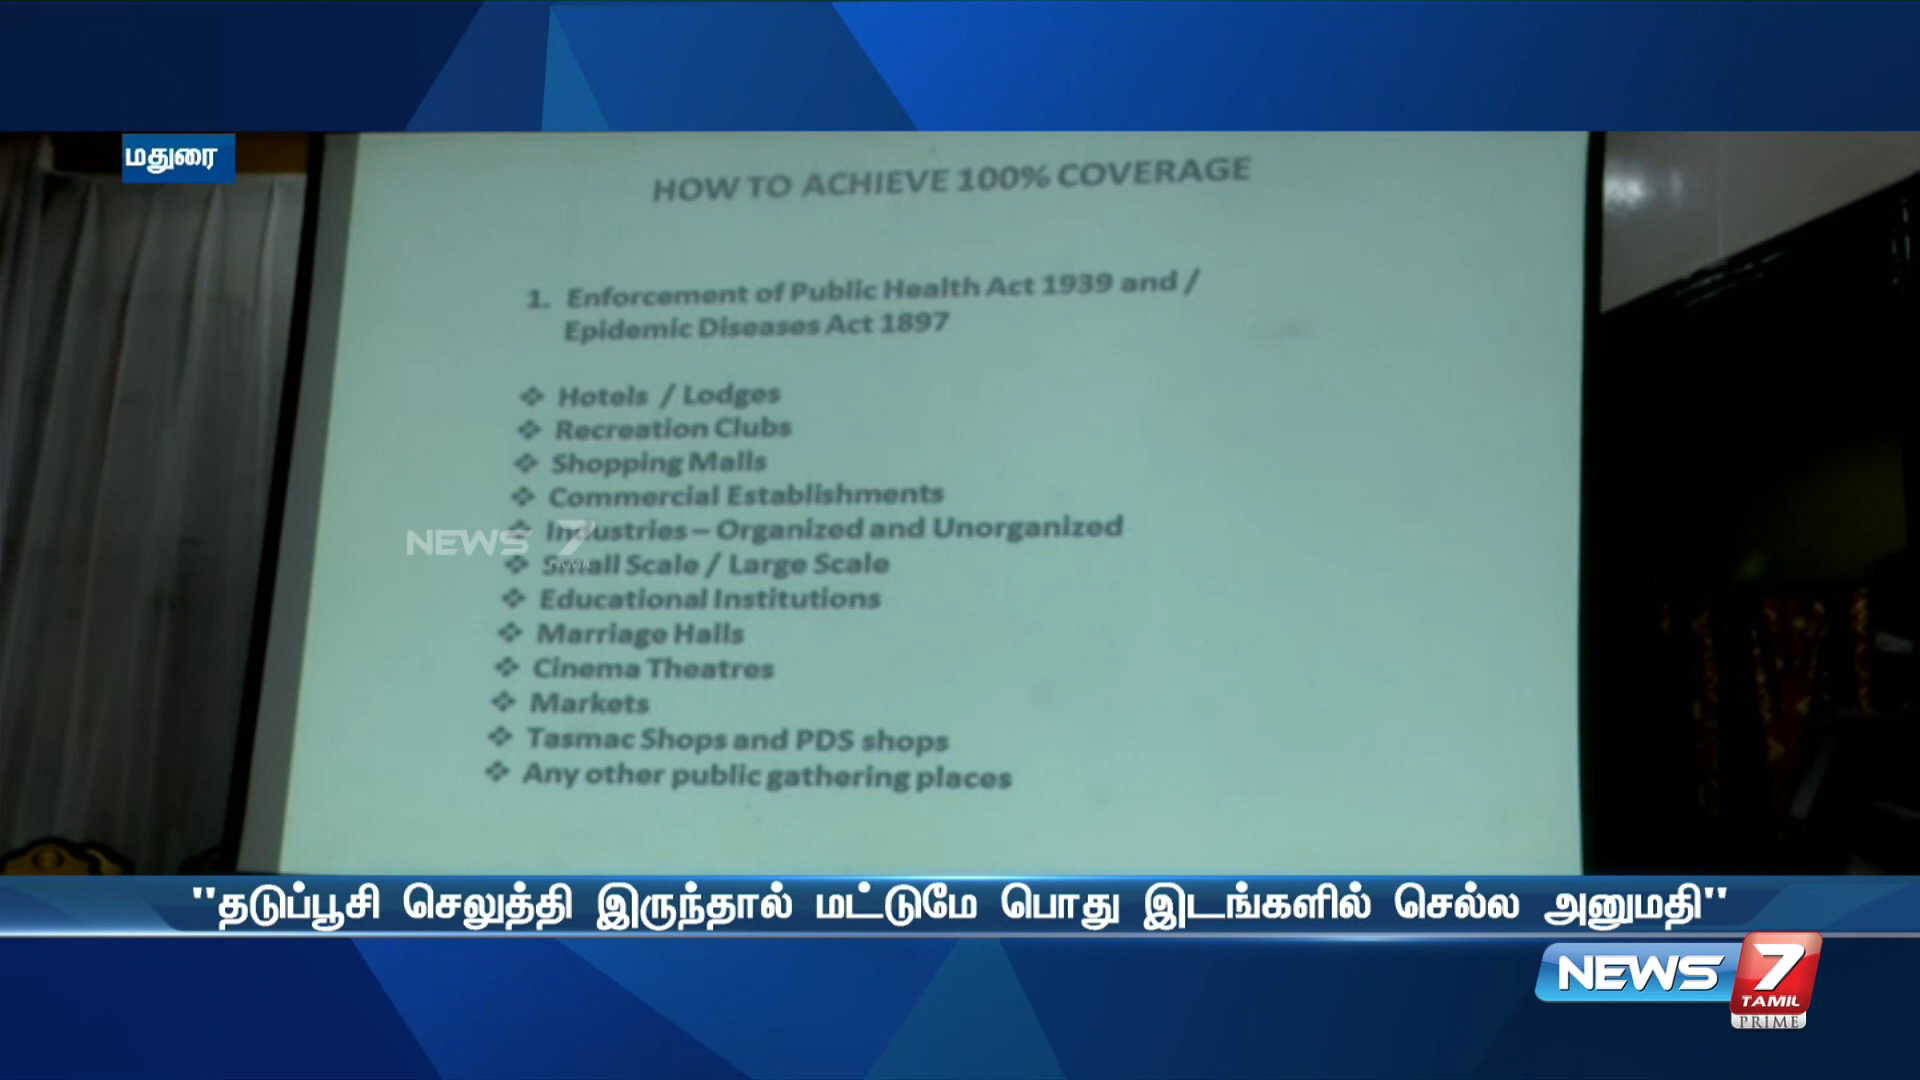 மதுரை
HOW TO ACHIEVE 100% COVERAGE
1. Enforcement of Public Health Act 1939 and /
Epidemic Diseases Act 1897
❖ Hotels / Lodges
❖ Recreation Clubs
❖ Shopping Malls
❖ Commercial Establishments
❖ Industries – Organized and Unorganized
❖ Small Scale / Large Scale
❖ Educational Institutions
❖ Marriage Halls
❖ Cinema Theatres
❖ Markets
❖ Tasmac Shops and PDS shops
❖ Any other public gathering places
NEWS 7
TAMIL
"தடுப்பூசி செலுத்தி இருந்தால் மட்டுமே பொது இடங்களில் செல்ல அனுமதி"
NEWS 7
TAMIL
PRIME